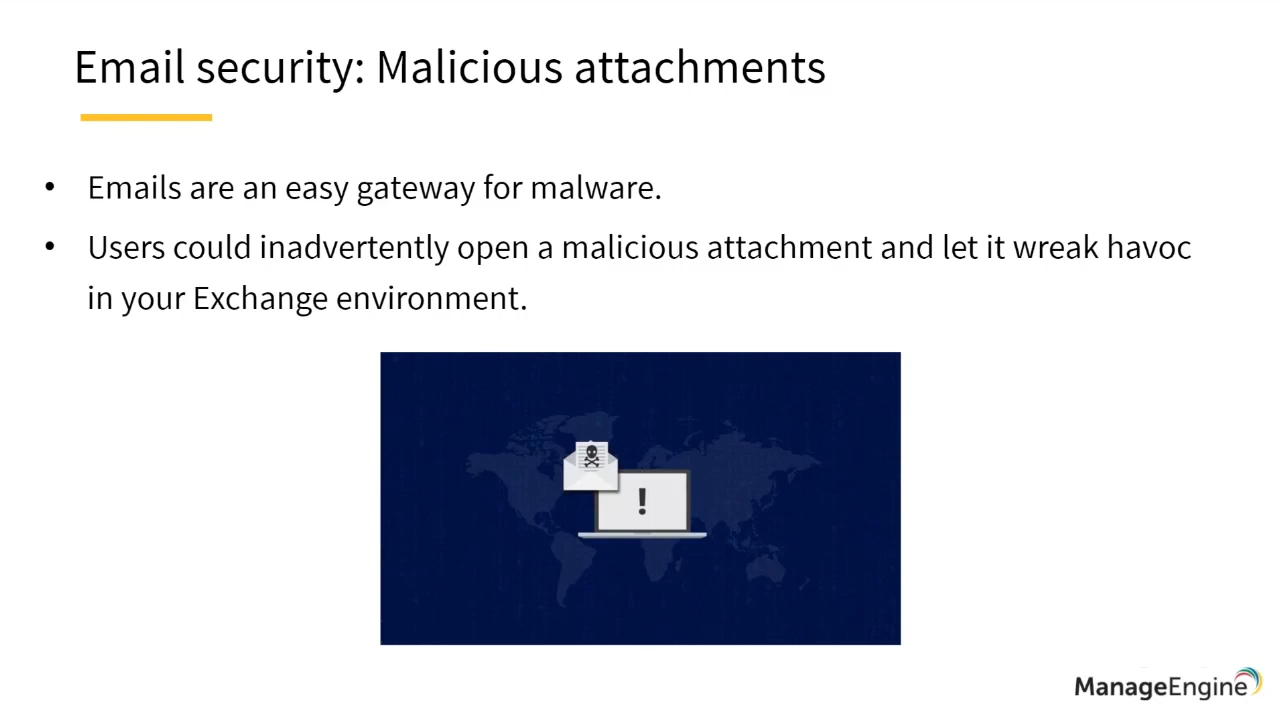 Email security: Malicious attachments
• Emails are an easy gateway for malware.
• Users could inadvertently open a malicious attachment and let it wreak havoc
in your Exchange environment.
!
ManageEngine